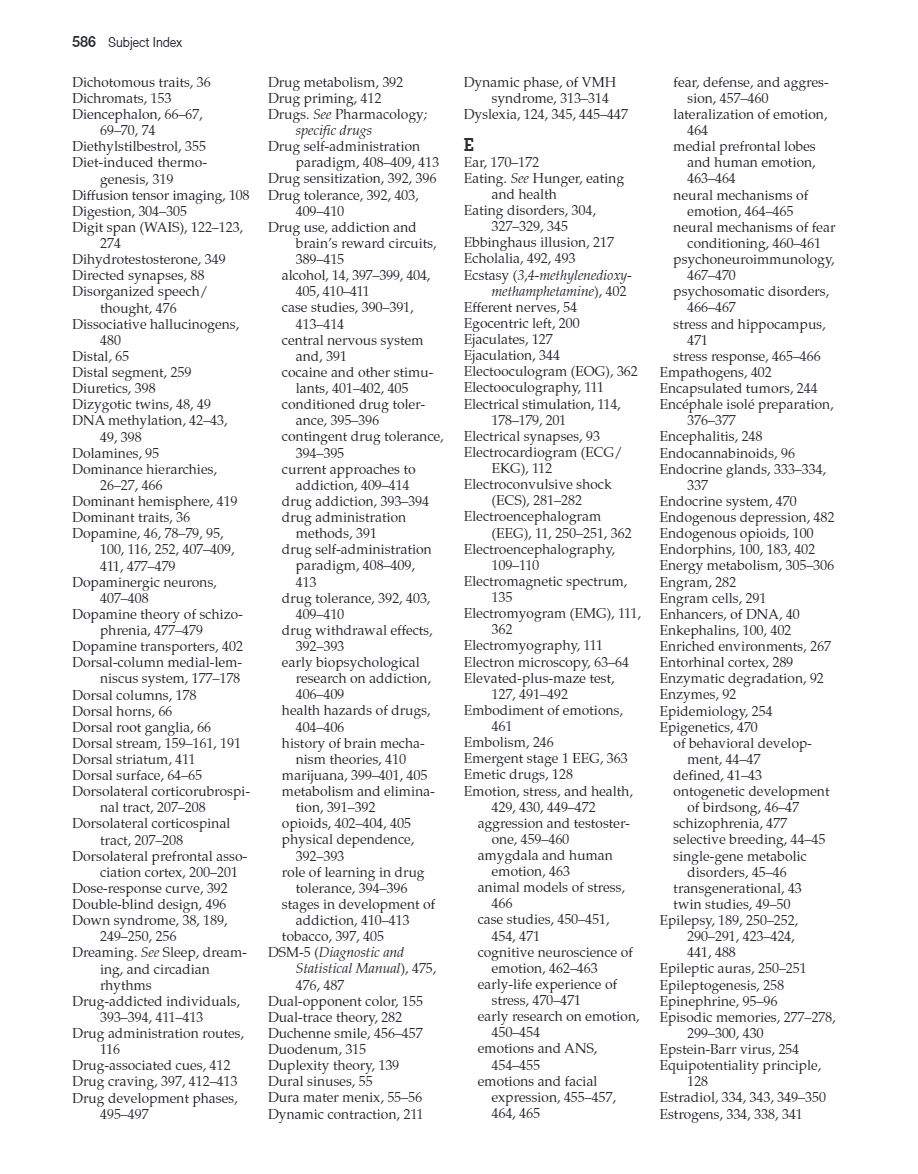 586 Subject Index
Dichotomous traits, 36
Dichromats, 153
Diencephalon, 66–67,
69–70, 74
Diethylstilbestrol, 355
Diet-induced thermo-
genesis, 319
Diffusion tensor imaging, 108
Digestion, 304–305
Digit span (WAIS), 122–123,
274
Dihydrotestosterone, 349
Directed synapses, 88
Disorganized speech/
thought, 476
Dissociative hallucinogens,
480
Distal, 65
Distal segment, 259
Diuretics, 398
Dizygotic twins, 48, 49
DNA methylation, 42–43,
49, 398
Dolamines, 95
Dominance hierarchies,
26–27, 466
Dominant hemisphere, 419
Dominant traits, 36
Dopamine, 46, 78–79, 95,
100, 116, 252, 407–409,
411, 477–479
Dopaminergic neurons,
407–408
Dopamine theory of schizo-
phrenia, 477–479
Dopamine transporters, 402
Dorsal-column medial-lem-
niscus system, 177–178
Dorsal columns, 178
Dorsal horns, 66
Dorsal root ganglia, 66
Dorsal stream, 159–161, 191
Dorsal striatum, 411
Dorsal surface, 64–65
Dorsolateral corticorubrospi-
nal tract, 207–208
Dorsolateral corticospinal
tract, 207–208
Dorsolateral prefrontal asso-
ciation cortex, 200–201
Dose-response curve, 392
Double-blind design, 496
Down syndrome, 38, 189,
249–250, 256
Dreaming. See Sleep, dream-
ing, and circadian
rhythms
Drug-addicted individuals,
393–394, 411–413
Drug administration routes,
116
Drug-associated cues, 412
Drug craving, 397, 412–413
Drug development phases,
495–497
Drug metabolism, 392
Drug priming, 412
Drugs. See Pharmacology;
specific drugs
Drug self-administration
paradigm, 408–409, 413
Drug sensitization, 392, 396
Drug tolerance, 392, 403,
409–410
Drug use, addiction and
brain's reward circuits,
389–415
alcohol, 14, 397–399, 404,
405, 410–411
case studies, 390–391,
413–414
central nervous system
and, 391
cocaine and other stimu-
lants, 401–402, 405
conditioned drug toler-
ance, 395–396
contingent drug tolerance,
394–395
current approaches to
addiction, 409–414
drug addiction, 393–394
drug administration
methods, 391
drug self-administration
paradigm, 408–409,
413
drug tolerance, 392, 403,
409–410
drug withdrawal effects,
392–393
early biopsychological
research on addiction,
406–409
health hazards of drugs,
404–406
history of brain mecha-
nism theories, 410
marijuana, 399–401, 405
metabolism and elimina-
tion, 391–392
opioids, 402–404, 405
physical dependence,
392–393
role of learning in drug
tolerance, 394–396
stages in development of
addiction, 410–413
tobacco, 397, 405
DSM-5 (Diagnostic and
Statistical Manual), 475,
476, 487
Dual-opponent color, 155
Dual-trace theory, 282
Duchenne smile, 456–457
Duodenum, 315
Duplexity theory, 139
Dural sinuses, 55
Dura mater menix, 55–56
Dynamic contraction, 211
Dynamic phase, of VMH
syndrome, 313–314
Dyslexia, 124, 345, 445–447
E
Ear, 170–172
Eating. See Hunger, eating
and health
Eating disorders, 304,
327–329, 345
Ebbinghaus illusion, 217
Echolalia, 492, 493
Ecstasy (3,4-methylenedioxy-
methamphetamine), 402
Efferent nerves, 54
Egocentric left, 200
Ejaculates, 127
Ejaculation, 344
Electooculogram (EOG), 362
Electooculography, 111
Electrical stimulation, 114,
178–179, 201
Electrical synapses, 93
Electrocardiogram (ECG/
EKG), 112
Electroconvulsive shock
(ECS), 281–282
Electroencephalogram
(EEG), 11, 250–251, 362
Electroencephalography,
109–110
Electromagnetic spectrum,
135
Electromyogram (EMG), 111,
362
Electromyography, 111
Electron microscopy, 63–64
Elevated-plus-maze test,
127, 491–492
Embodiment of emotions,
461
Embolism, 246
Emergent stage 1 EEG, 363
Emetic drugs, 128
Emotion, stress, and health,
429, 430, 449–472
aggression and testoster-
one, 459–460
amygdala and human
emotion, 463
animal models of stress,
466
case studies, 450–451,
454, 471
cognitive neuroscience of
emotion, 462–463
early-life experience of
stress, 470–471
early research on emotion,
450–454
emotions and ANS,
454–455
emotions and facial
expression, 455–457,
464, 465
fear, defense, and aggres-
sion, 457–460
lateralization of emotion,
464
medial prefrontal lobes
and human emotion,
463–464
neural mechanisms of
emotion, 464–465
neural mechanisms of fear
conditioning, 460–461
psychoneuroimmunology,
467–470
psychosomatic disorders,
466–467
stress and hippocampus,
471
stress response, 465–466
Empathogens, 402
Encapsulated tumors, 244
Encéphale isolé preparation,
376–377
Encephalitis, 248
Endocannabinoids, 96
Endocrine glands, 333–334,
337
Endocrine system, 470
Endogenous depression, 482
Endogenous opioids, 100
Endorphins, 100, 183, 402
Energy metabolism, 305–306
Engram, 282
Engram cells, 291
Enhancers, of DNA, 40
Enkephalins, 100, 402
Enriched environments, 267
Entorhinal cortex, 289
Enzymatic degradation, 92
Enzymes, 92
Epidemiology, 254
Epigenetics, 470
of behavioral develop-
ment, 44–47
defined, 41–43
ontogenetic development
of birdsong, 46–47
schizophrenia, 477
selective breeding, 44–45
single-gene metabolic
disorders, 45–46
transgenerational, 43
twin studies, 49–50
Epilepsy, 189, 250–252,
290–291, 423–424,
441, 488
Epileptic auras, 250–251
Epileptogenesis, 258
Epinephrine, 95–96
Episodic memories, 277–278,
299–300, 430
Epstein-Barr virus, 254
Equipotentiality principle,
128
Estradiol, 334, 343, 349–350
Estrogens, 334, 338, 341